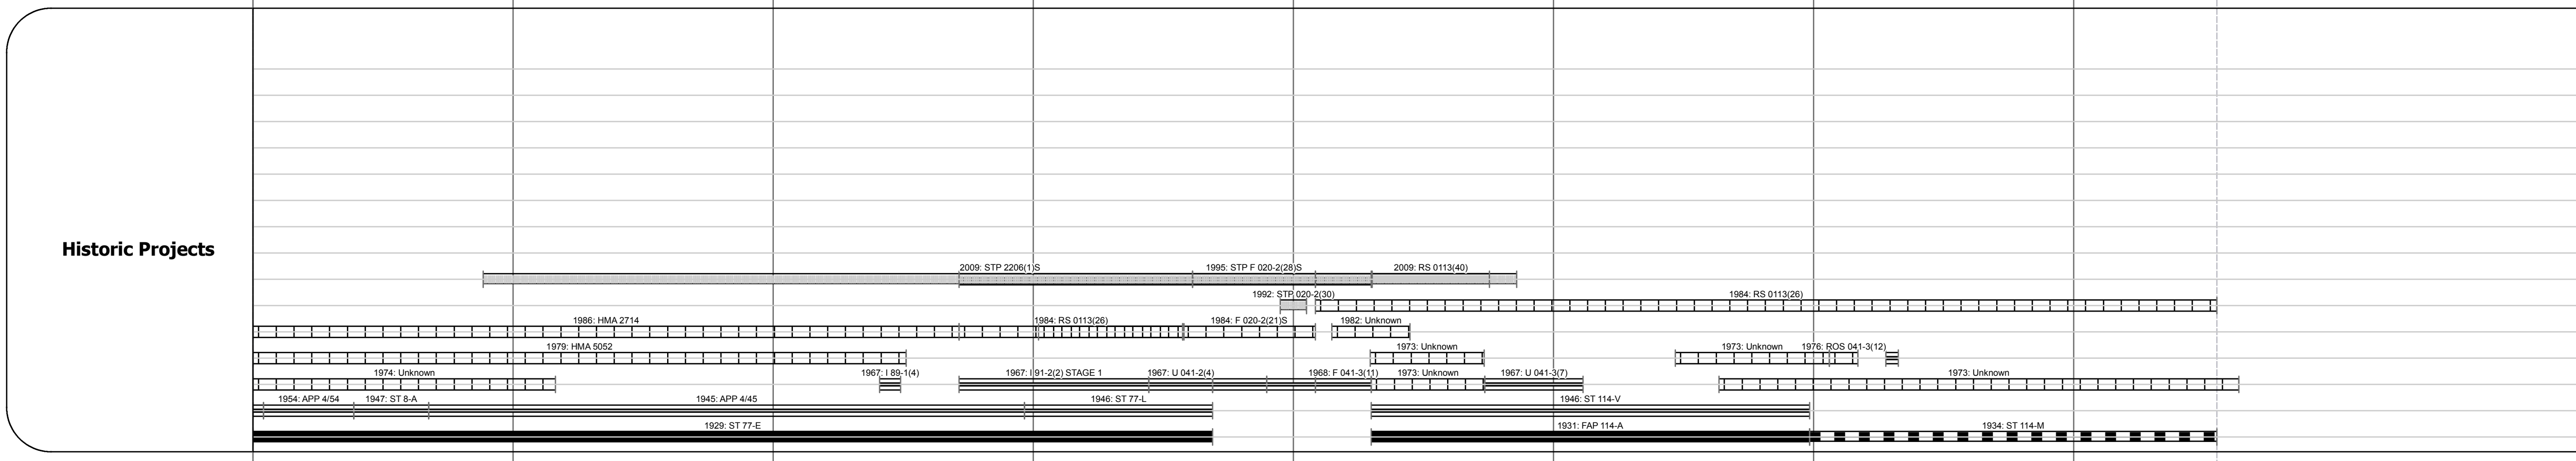 Historic Projects
2009: STP 2206(1)S
1995: STP F 020-2(28)S
2009: RS 0113(40)
1992: STP 020-2(30)
1984: RS 0113(26)
1986: HMA 2714
1984: RS 0113(26)
1984: F 020-2(21)S
1982: Unknown
1979: HMA 5052
1973: Unknown
1973: Unknown
1976: ROS 041-3(12)
1974: Unknown
1967: I 89-1(4)
1967: I 91-2(2) STAGE 1
1967: U 041-2(4)
1968: F 041-3(11)
1973: Unknown
1967: U 041-3(7)
1973: Unknown
1954: APP 4/54
1947: ST 8-A
1945: APP 4/45
1946: ST 77-L
1946: ST 114-V
1929: ST 77-E
1931: FAP 114-A
1934: ST 114-M